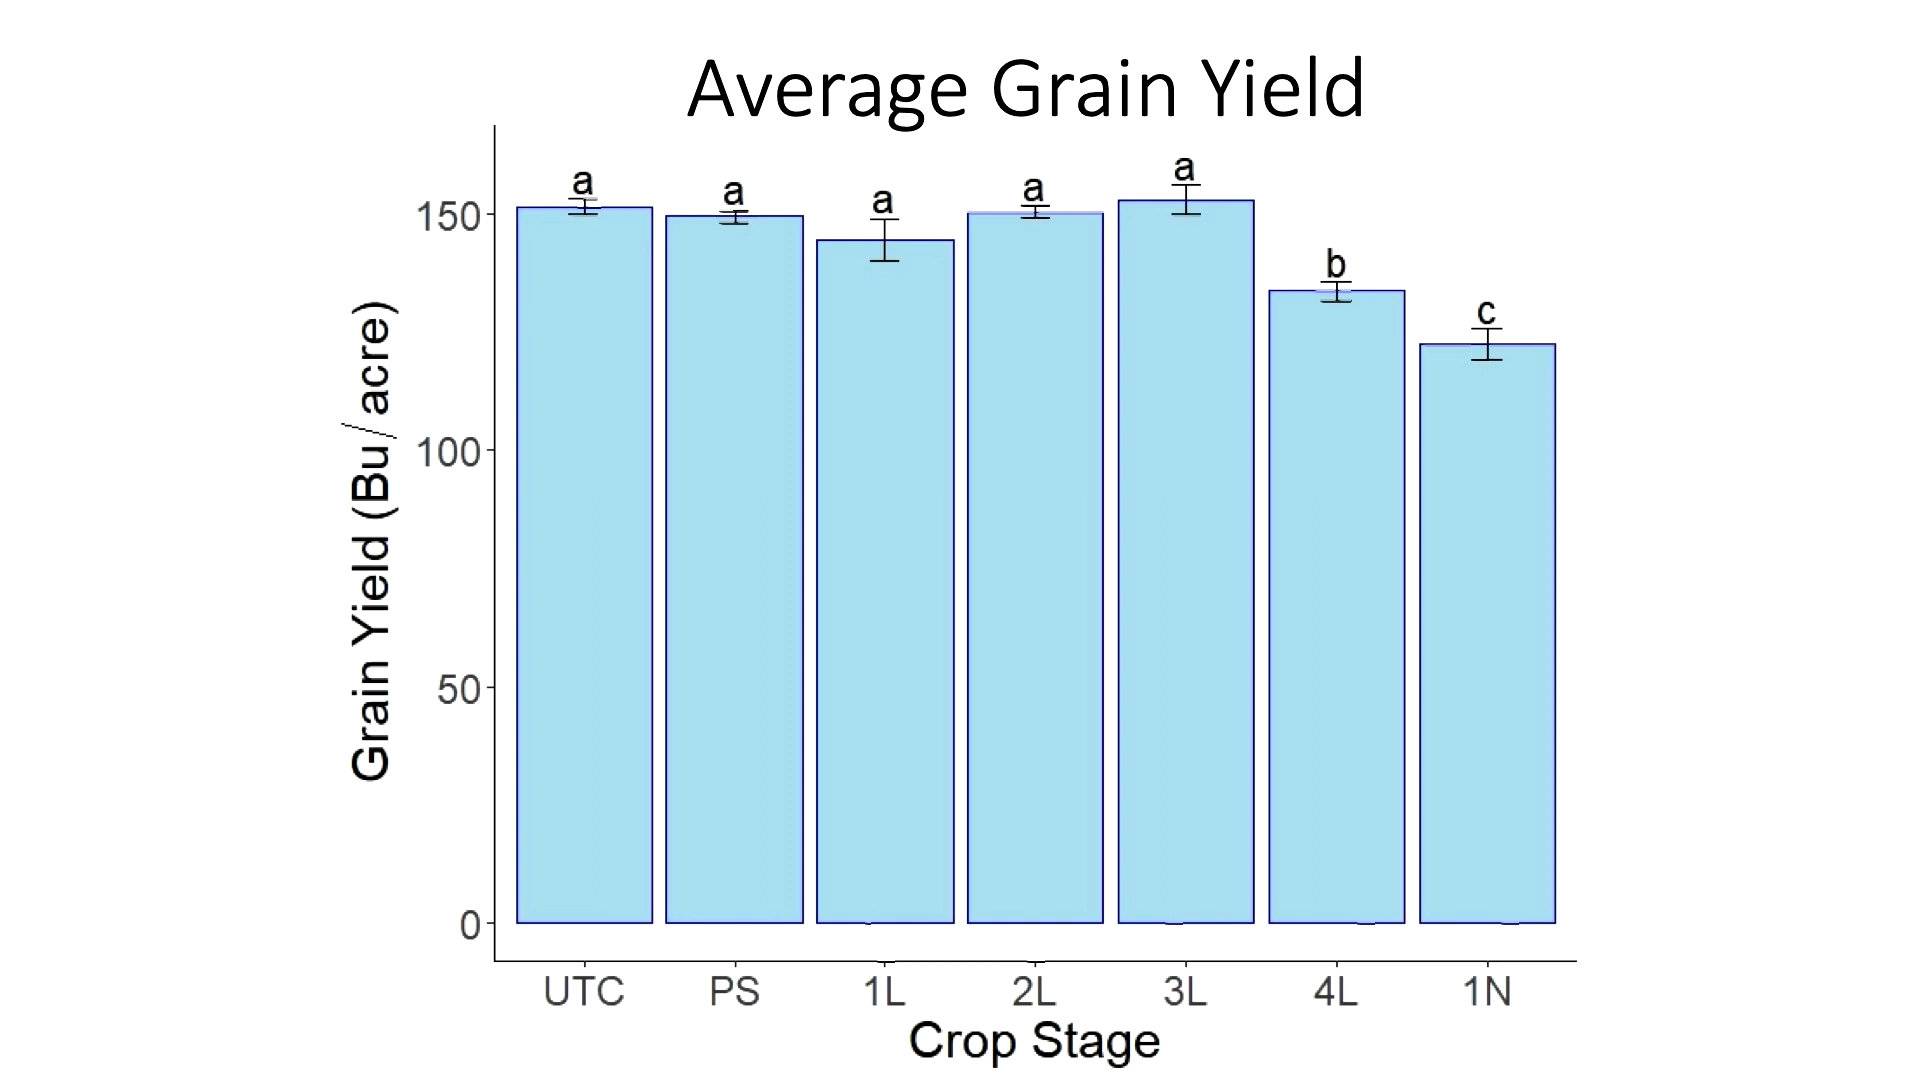 Average Grain Yield
a a a a a b c
150
100
50
0
Grain Yield (Bu/acre)
UTC PS 1L 2L 3L 4L 1N
Crop Stage